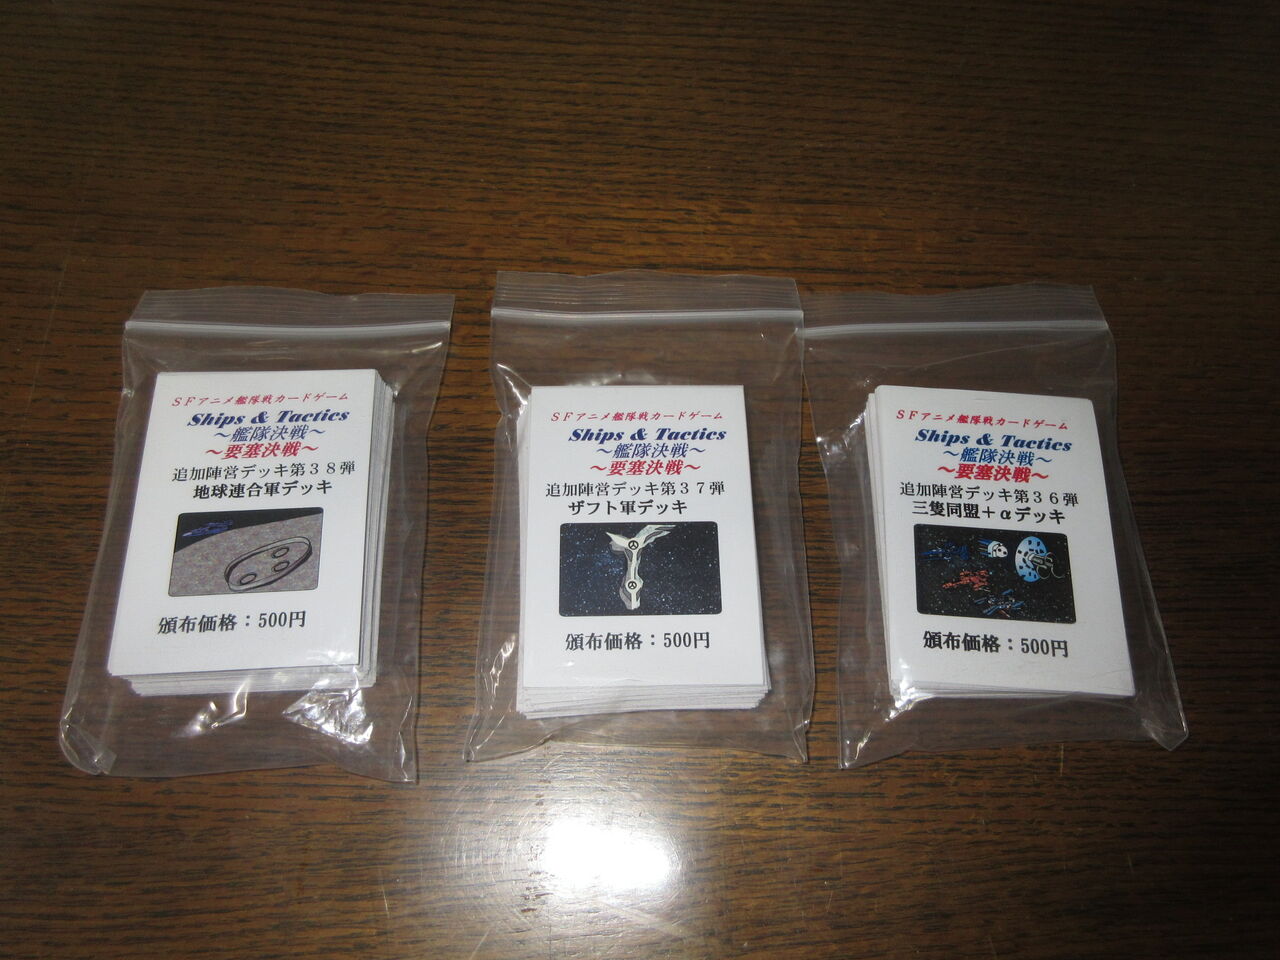 SFアニメ艦隊戦カードゲーム
Ships & Tactics
～艦隊決戦～
～要塞決戦～
追加陣営デッキ第３８弾
地球連合軍デッキ
頒布価格：500円
SFアニメ艦隊戦カードゲーム
Ships & Tactics
～艦隊決戦～
～要塞決戦～
追加陣営デッキ第３７弾
ザフト軍デッキ
頒布価格：500円
SFアニメ艦隊戦カードゲーム
Ships & Tactics
～艦隊決戦～
～要塞決戦～
追加陣営デッキ第３６弾
三隻同盟＋αデッキ
頒布価格：500円